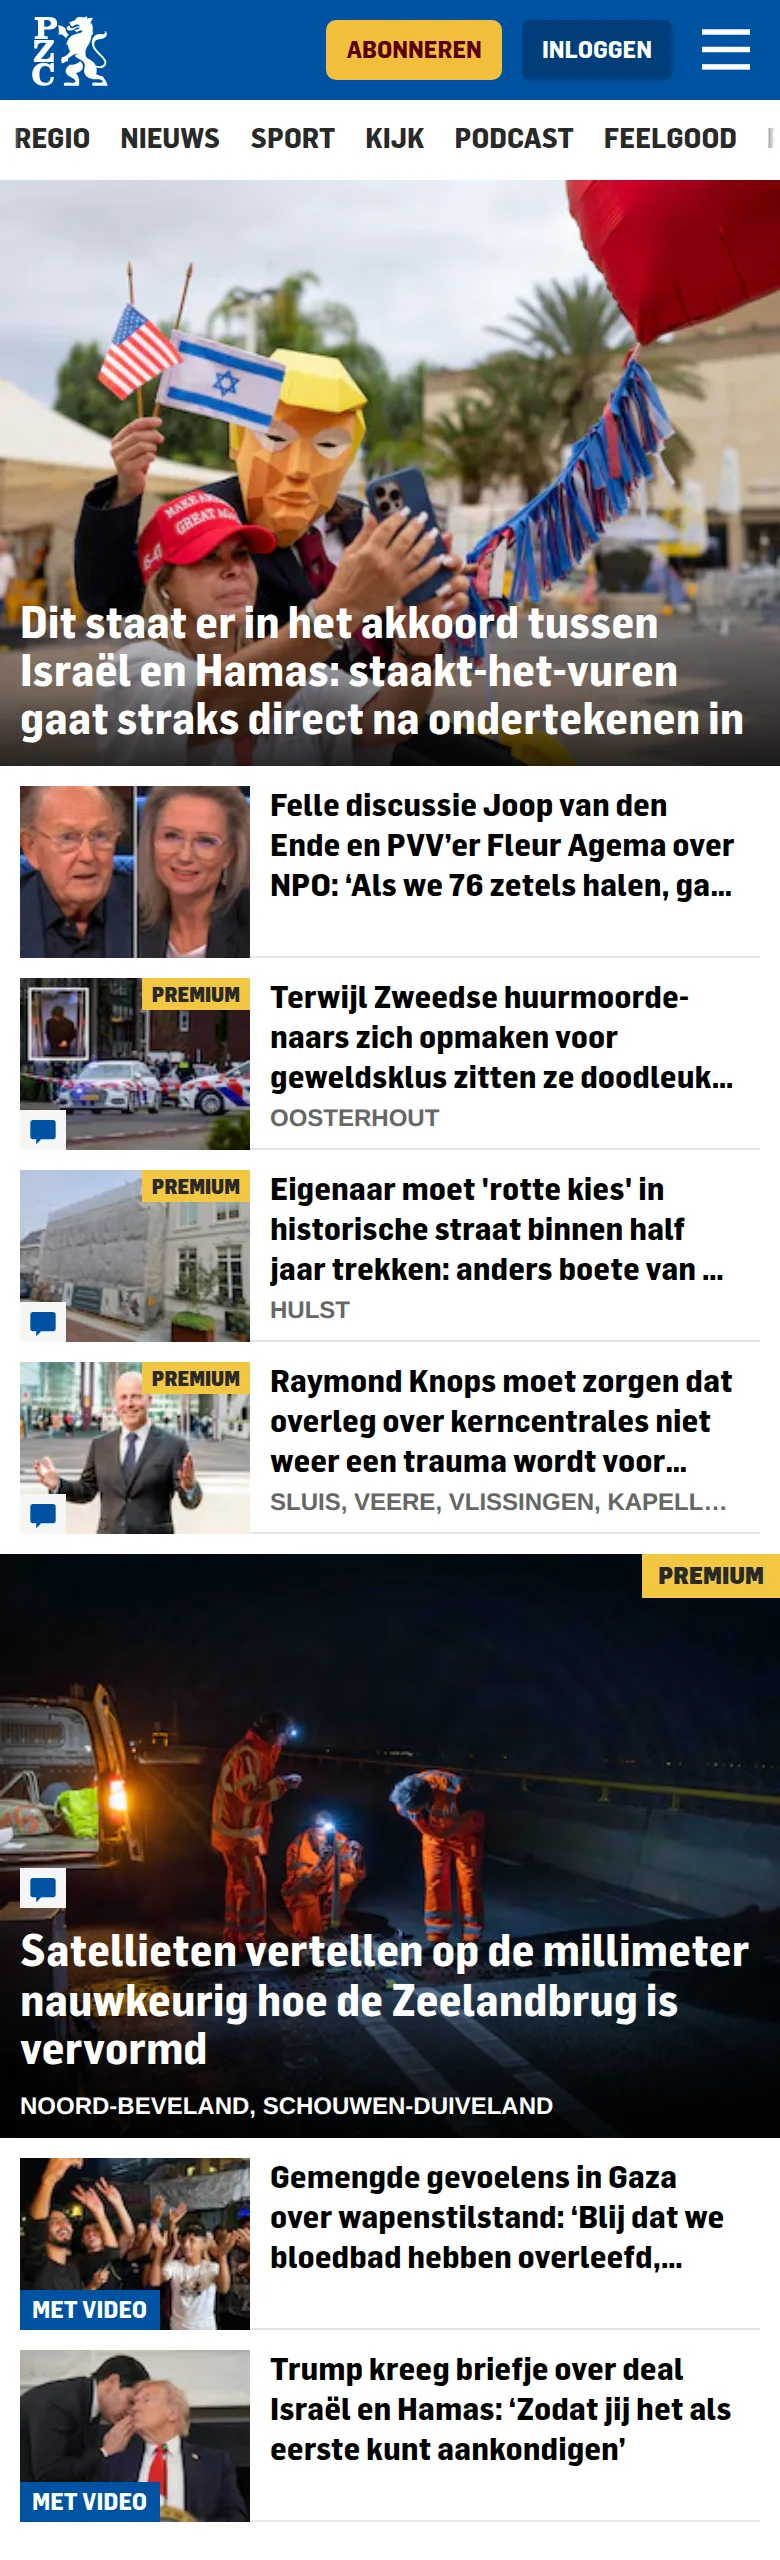 PZC
ABONNEREN
INLOGGEN
REGIO NIEUWS SPORT KIJK PODCAST FEELGOOD
MAKE AMERICA
GREAT AGAIN
Dit staat er in het akkoord tussen
Israël en Hamas: staakt-het-vuren
gaat straks direct na ondertekenen in
Felle discussie Joop van den
Ende en PVV’er Fleur Agema over
NPO: ‘Als we 76 zetels halen, ga...
PREMIUM
Terwijl Zweedse huurmoorde-
naars zich opmaken voor
geweldsklus zitten ze doodleuk...
OOSTERHOUT
PREMIUM
Eigenaar moet 'rotte kies' in
historische straat binnen half
jaar trekken: anders boete van ...
HULST
PREMIUM
Raymond Knops moet zorgen dat
overleg over kerncentrales niet
weer een trauma wordt voor...
SLUIS, VEERE, VLISSINGEN, KAPELL...
PREMIUM
Satellieten vertellen op de millimeter
nauwkeurig hoe de Zeelandbrug is
vervormd
NOORD-BEVELAND, SCHOUWEN-DUIVELAND
Gemengde gevoelens in Gaza
over wapenstilstand: ‘Blij dat we
bloedbad hebben overleefd,...
MET VIDEO
Trump kreeg briefje over deal
Israël en Hamas: ‘Zodat jij het als
eerste kunt aankondigen’
MET VIDEO